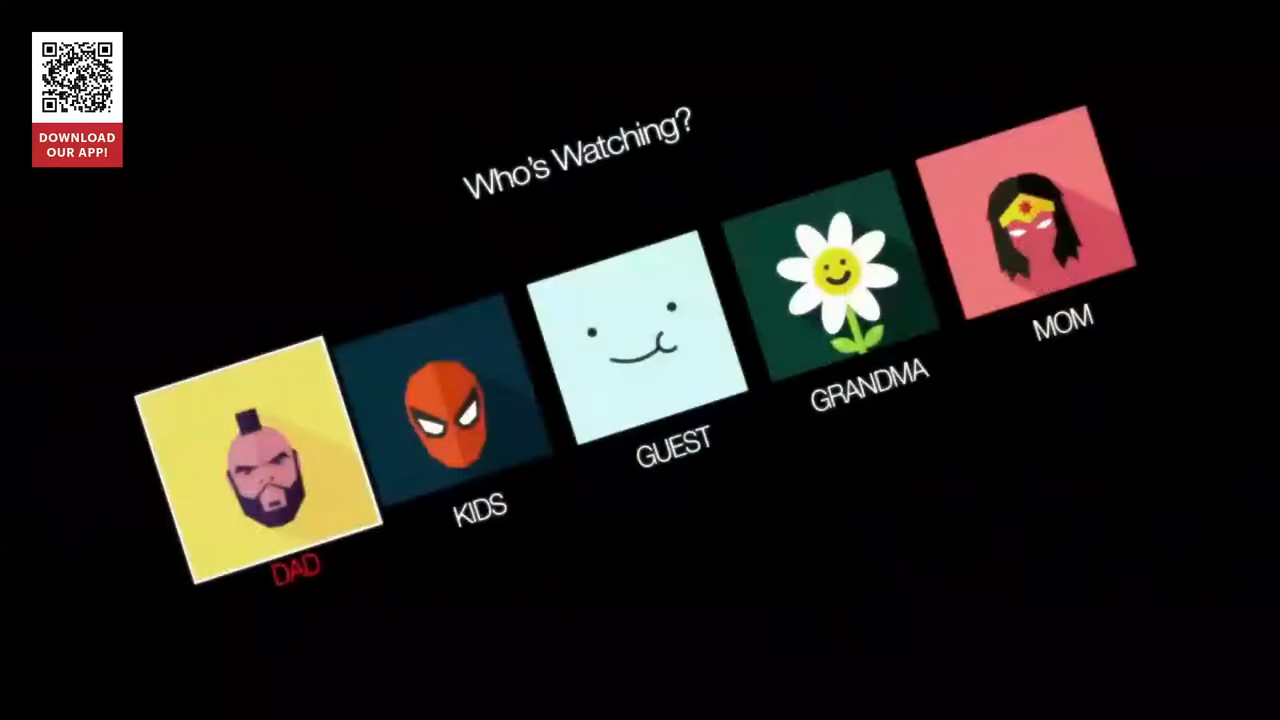 DOWNLOAD
OUR APP!
Who's Watching?
DAD
KIDS
GUEST
GRANDMA
MOM